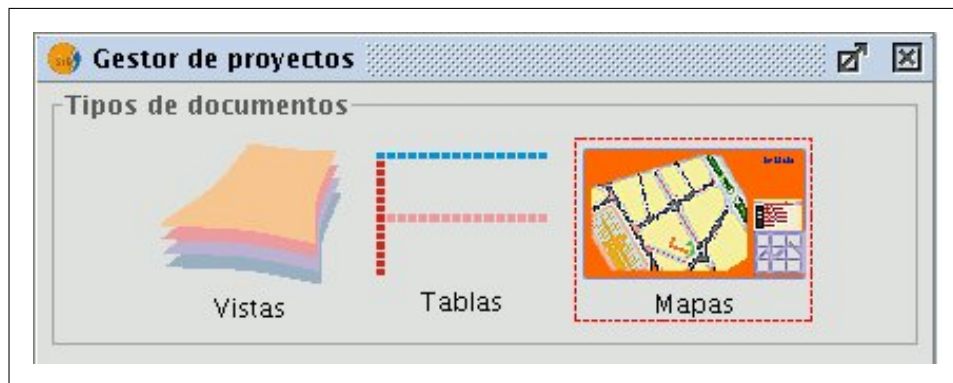 Gestor de proyectos
Tipos de documentos
Vistas
Tablas
Mapas